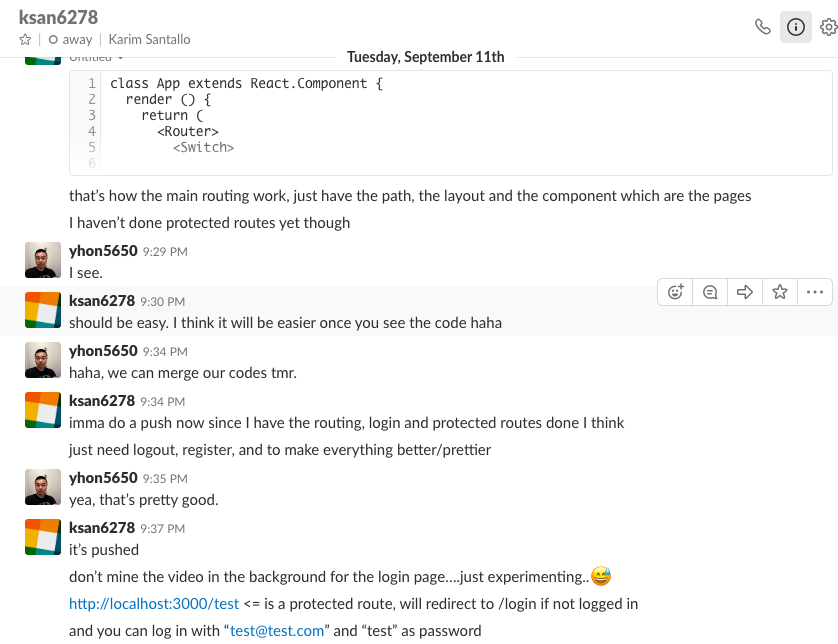 ksan6278
away | Karim Santallo
Untitled
Tuesday, September 11th
1 class App extends React.Component {
2 render () {
3 return (
4 <Router>
5 <Switch>
6
that's how the main routing work, just have the path, the layout and the component which are the pages
I haven't done protected routes yet though
yhon5650 9:29 PM
I see.
ksan6278 9:30 PM
should be easy. I think it will be easier once you see the code haha
yhon5650 9:34 PM
haha, we can merge our codes tmr.
ksan6278 9:34 PM
imma do a push now since I have the routing, login and protected routes done I think
just need logout, register, and to make everything better/prettier
yhon5650 9:35 PM
yea, that's pretty good.
ksan6278 9:37 PM
it's pushed
don't mine the video in the background for the login page....just experimenting..😅
http://localhost:3000/test <= is a protected route, will redirect to /login if not logged in
and you can log in with “test@test.com” and “test” as password